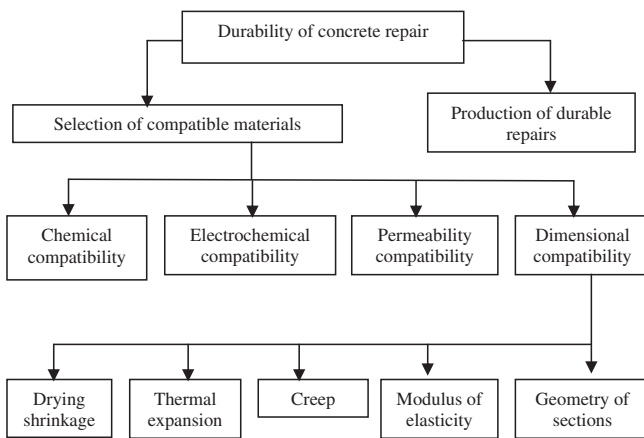 Durability of concrete repair
Selection of compatible materials
Production of durable
repairs
Chemical
compatibility
Electrochemical
compatibility
Permeability
compatibility
Dimensional
compatibility
Drying
shrinkage
Thermal
expansion
Creep
Modulus of
elasticity
Geometry of
sections